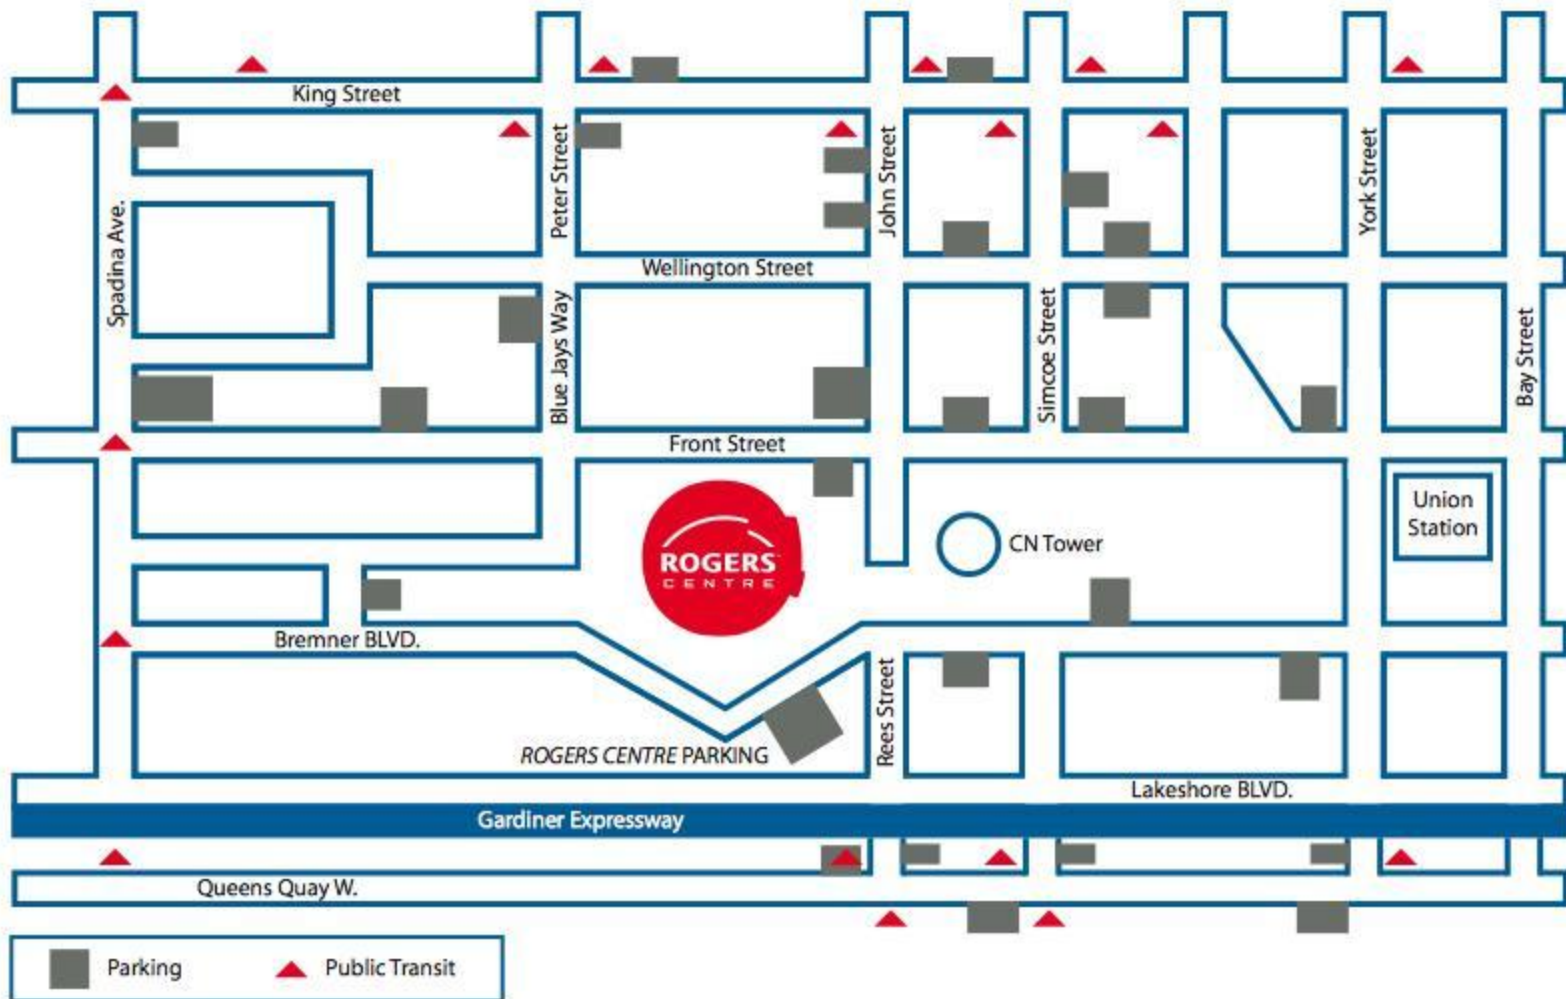 King Street
Peter Street
John Street
York Street
Spadina Ave.
Wellington Street
Blue Jays Way
Simcoe Street
Bay Street
Front Street
ROGERS
CENTRE
CN Tower
Union
Station
Bremner BLVD.
Rees Street
ROGERS CENTRE PARKING
Lakeshore BLVD.
Gardiner Expressway
Queens Quay W.
Parking
Public Transit